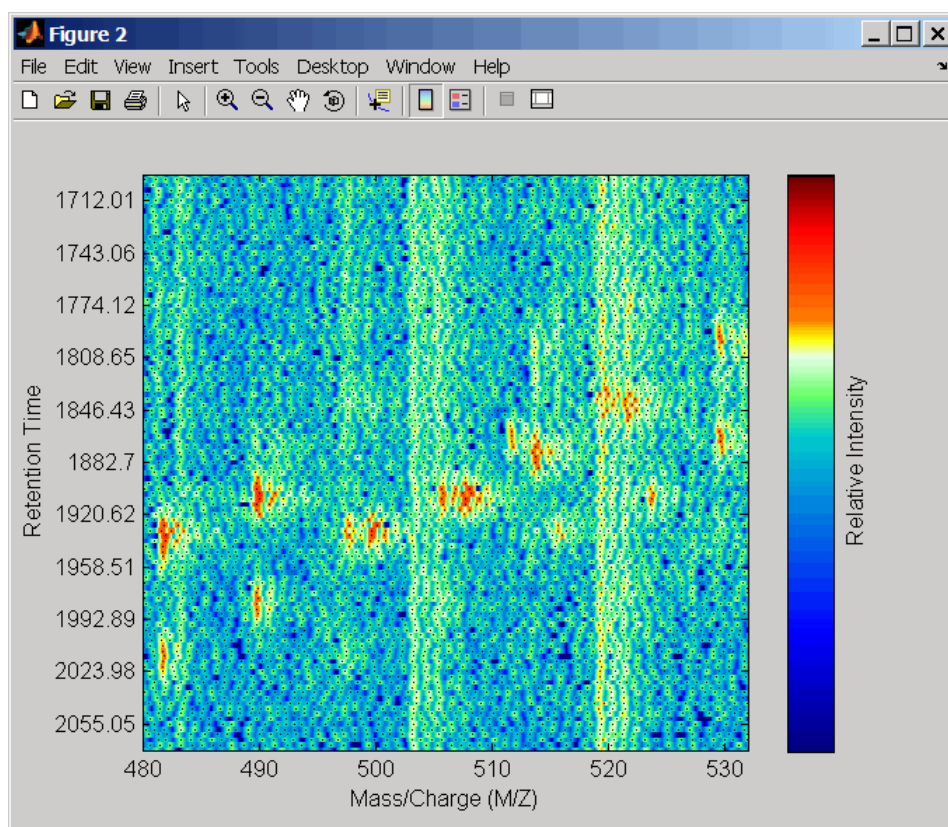 Figure 2
File Edit View Insert Tools Desktop Window Help
1712.01
1743.06
1774.12
1808.65
1846.43
1882.7
1920.62
1958.51
1992.89
2023.98
2055.05
Retention Time
480 490 500 510 520 530
Mass/Charge (M/Z)
Relative Intensity